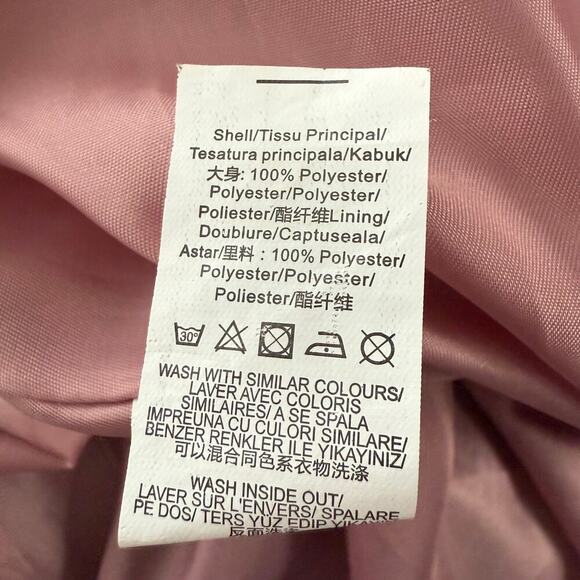 Shell/Tissu Principal/
Tesatura principala/Kabuk/
大身: 100% Polyester/
Polyester/Polyester/
Poliester/酯纤维Lining/
Doublure/Captuseala/
Astar/里料：100% Polyester/
Polyester/Polyester/
Poliester/酯纤维
30°
WASH WITH SIMILAR COLOURS/
LAVER AVEC COLORIS
SIMILAIRES/ A SE SPALA
IMPREUNA CU CULORI SIMILARE/
BENZER RENKLER ILE YIKAYINIZ/
可以混合同色系衣物洗涤
WASH INSIDE OUT/
LAVER SUR L'ENVERS/ SPALARE
PE DOS/ TERS YÜZ EDIP